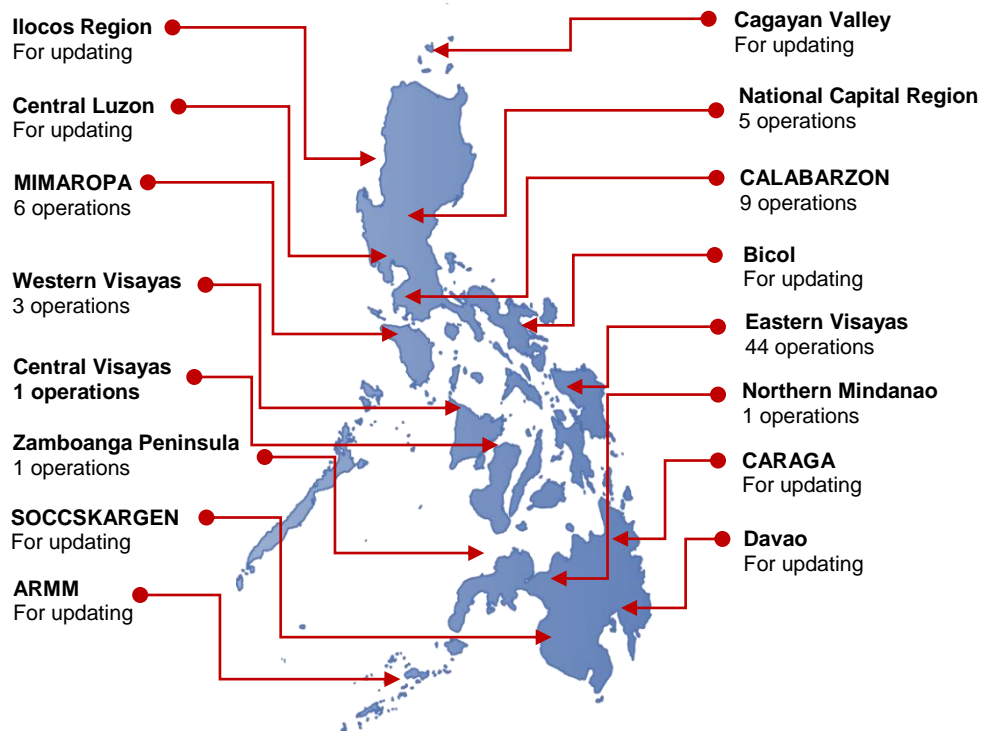 Ilocos Region
For updating
Central Luzon
For updating
MIMAROPA
6 operations
Western Visayas
3 operations
Central Visayas
1 operations
Zamboanga Peninsula
1 operations
SOCCSKARGEN
For updating
ARMM
For updating
Cagayan Valley
For updating
National Capital Region
5 operations
CALABARZON
9 operations
Bicol
For updating
Eastern Visayas
44 operations
Northern Mindanao
1 operations
CARAGA
For updating
Davao
For updating